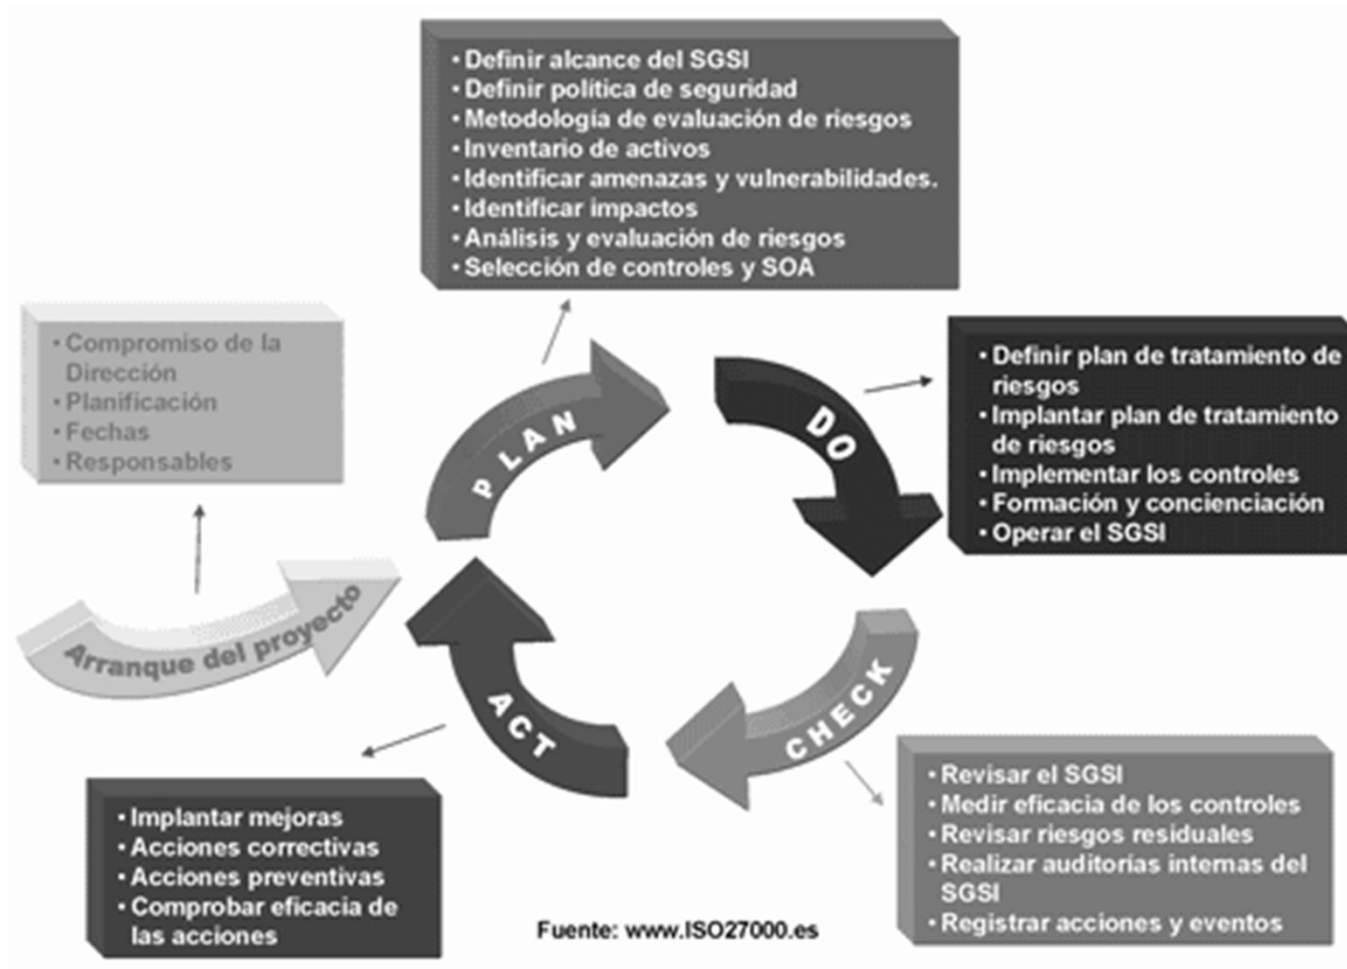 • Definir alcance del SGSI
• Definir política de seguridad
• Metodología de evaluación de riesgos
• Inventario de activos
• Identificar amenazas y vulnerabilidades.
• Identificar impactos
• Análisis y evaluación de riesgos
• Selección de controles y SOA
• Compromiso de la
Dirección
• Planificación
• Fechas
• Responsables
Arranque del proyecto
PLAN
DO
• Definir plan de tratamiento de
riesgos
• Implantar plan de tratamiento
de riesgos
• Implementar los controles
• Formación y concienciación
• Operar el SGSI
CHECK
• Revisar el SGSI
• Medir eficacia de los controles
• Revisar riesgos residuales
• Realizar auditorías internas del
SGSI
• Registrar acciones y eventos
ACT
• Implantar mejoras
• Acciones correctivas
• Acciones preventivas
• Comprobar eficacia de
las acciones
Fuente: www.ISO27000.es